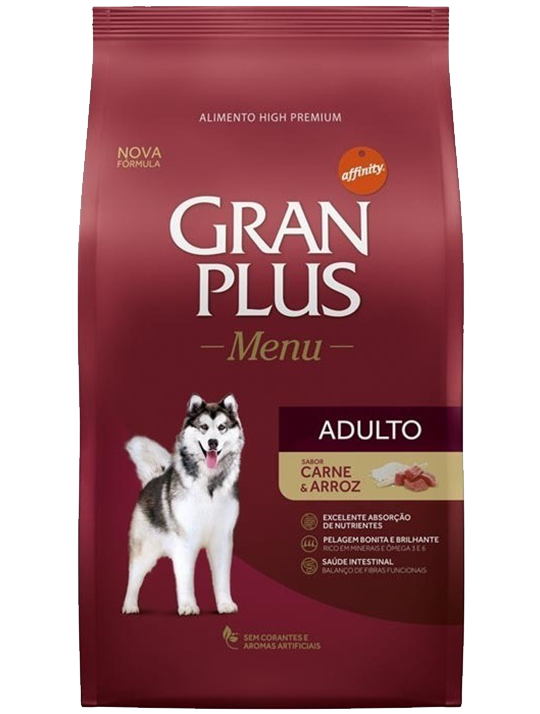 ALIMENTO HIGH PREMIUM
NOVA
FÓRMULA
affinity
GRAN
PLUS
Menu
ADULTO
SABOR
CARNE
& ARROZ
EXCELENTE ABSORÇÃO
DE NUTRIENTES
PELAGEM BONITA E BRILHANTE
RICO EM MINERAIS E ÔMEGA 3 E 6
SAÚDE INTESTINAL
BALANÇO DE FIBRAS FUNCIONAIS
SEM CORANTES E
AROMAS ARTIFICIAIS